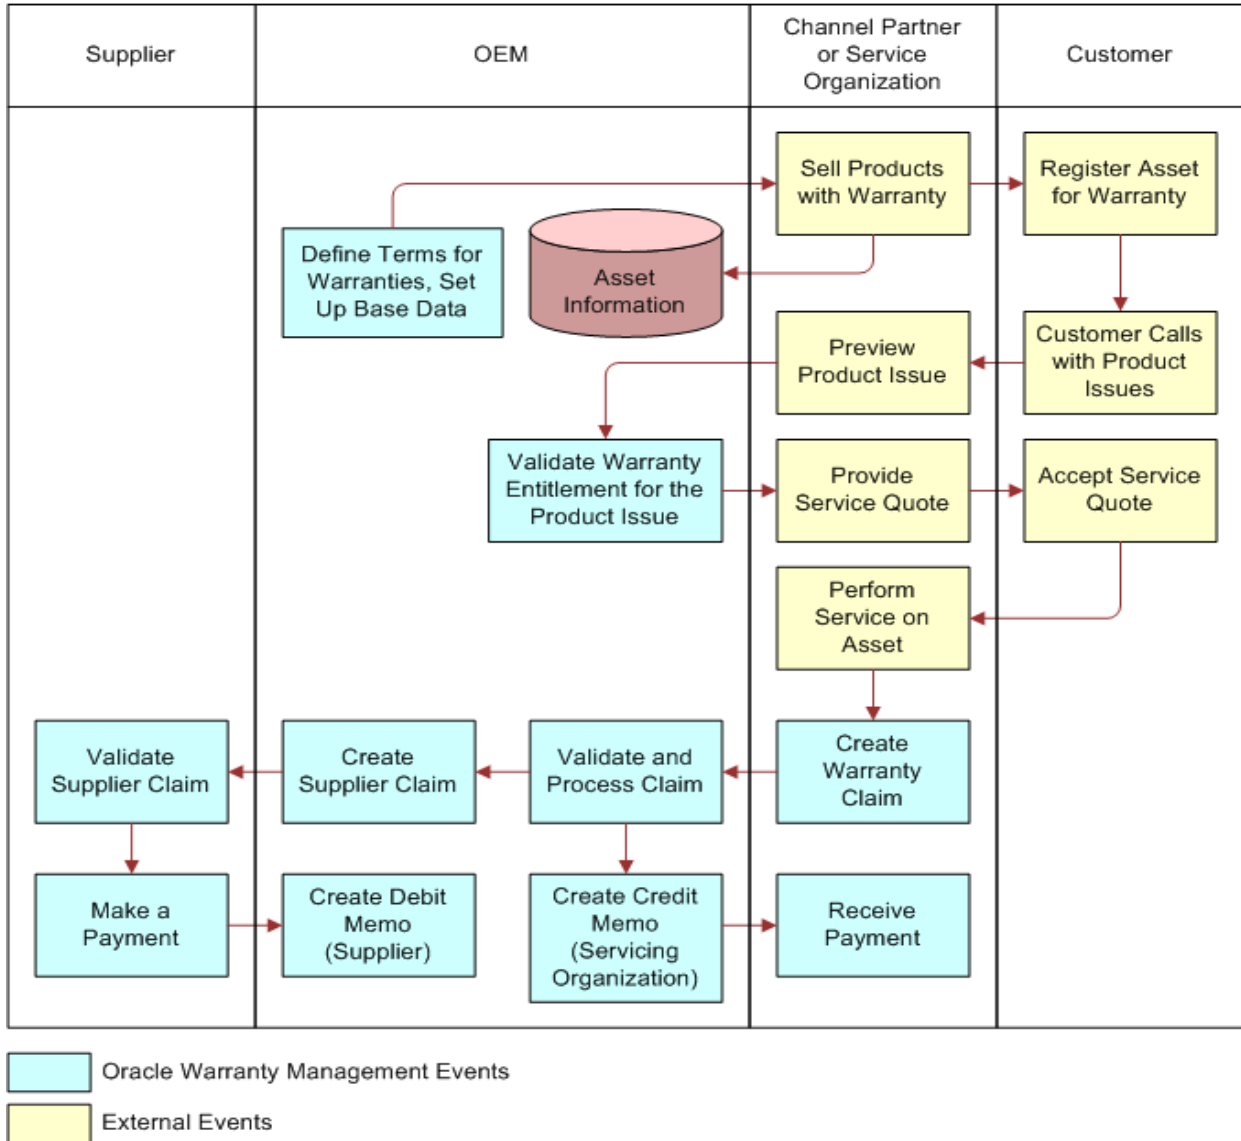 Supplier
OEM
Channel Partner
or Service
Organization
Customer
Sell Products
with Warranty
Register Asset
for Warranty
Define Terms for
Warranties, Set
Up Base Data
Asset
Information
Preview
Product Issue
Customer Calls
with Product
Issues
Validate Warranty
Entitlement for the
Product Issue
Provide
Service Quote
Accept Service
Quote
Perform
Service on
Asset
Validate
Supplier Claim
Create
Supplier Claim
Validate and
Process Claim
Create
Warranty
Claim
Make a
Payment
Create Debit
Memo
(Supplier)
Create Credit
Memo
(Servicing
Organization)
Receive
Payment
Oracle Warranty Management Events
External Events